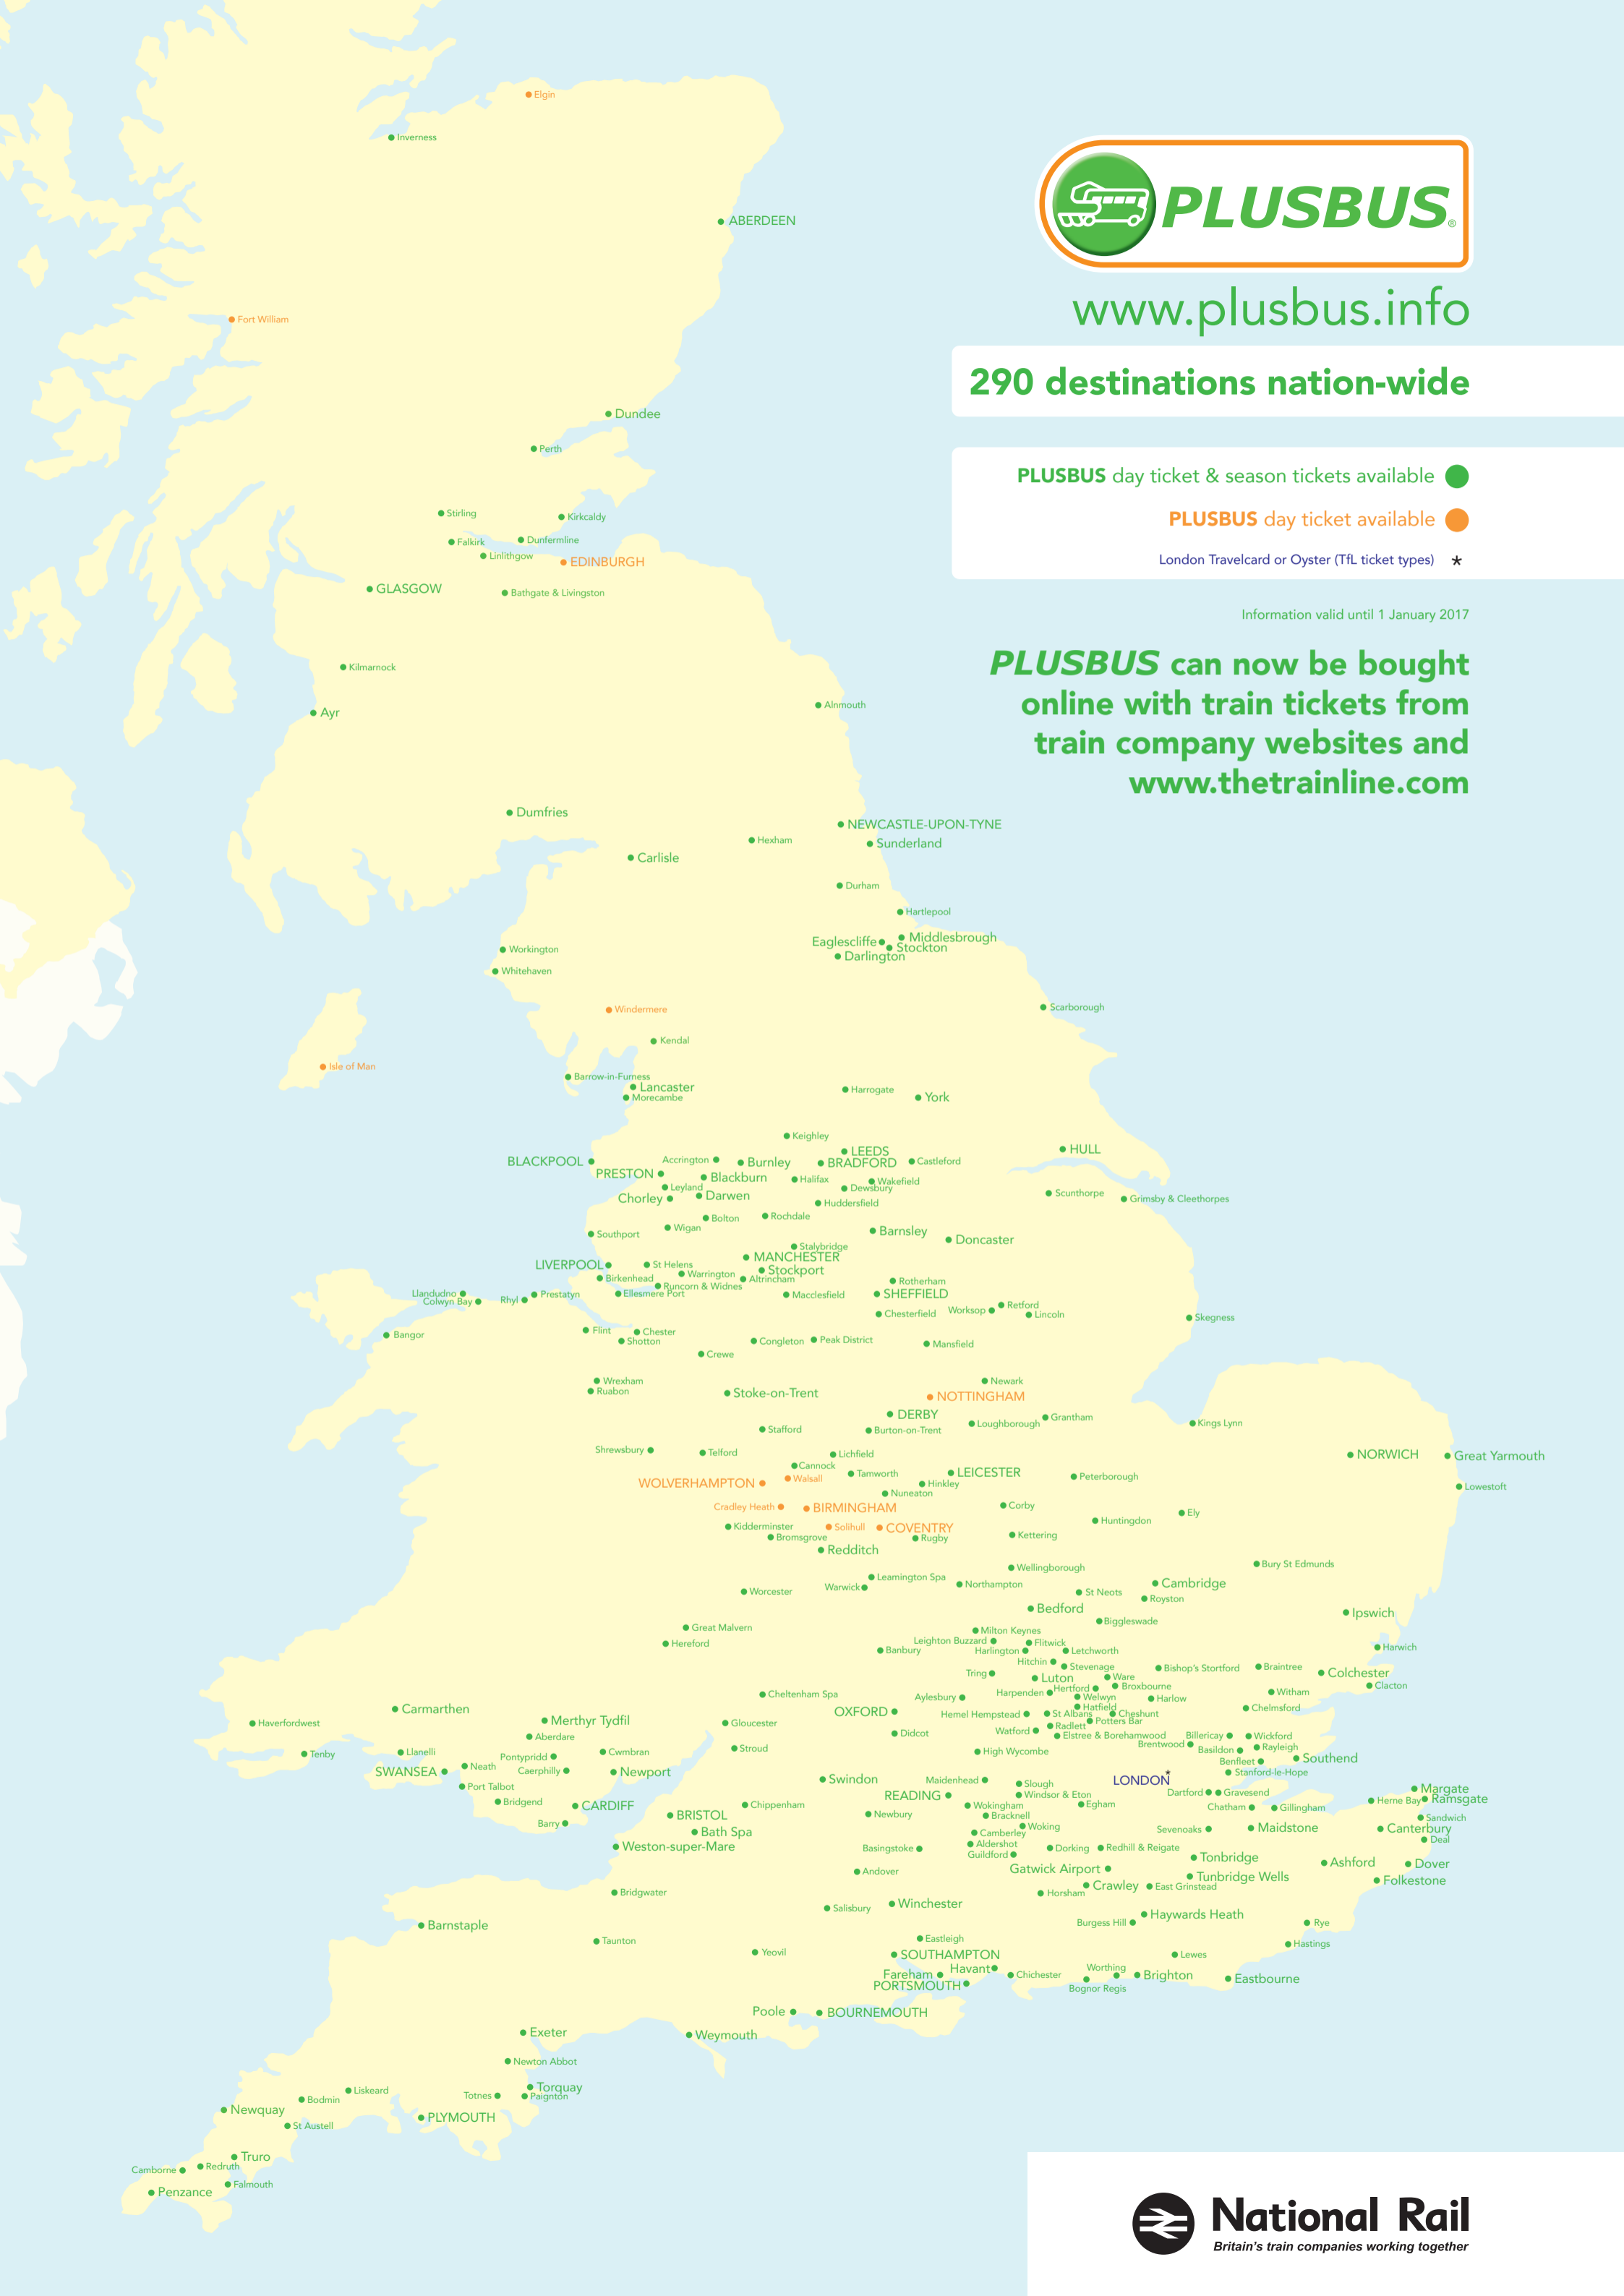 Elgin
Inverness
ABERDEEN
PLUSBUS®
www.plusbus.info
Fort William
290 destinations nation-wide
Dundee
Perth
PLUSBUS day ticket & season tickets available
Stirling
Kirkcaldy
PLUSBUS day ticket available
Falkirk
Dunfermline
Linlithgow
EDINBURGH
London Travelcard or Oyster (TfL ticket types) *
GLASGOW
Bathgate & Livingston
Information valid until 1 January 2017
Kilmarnock
PLUSBUS can now be bought
online with train tickets from
train company websites and
www.thetrainline.com
Alnmouth
Ayr
Dumfries
NEWCASTLE-UPON-TYNE
Hexham
Sunderland
Carlisle
Durham
Hartlepool
Middlesbrough
Eaglescliffe
Stockton
Workington
Darlington
Whitehaven
Scarborough
Windermere
Kendal
Isle of Man
Barrow-in-Furness
Lancaster
Harrogate
Morecambe
York
Keighley
HULL
LEEDS
BLACKPOOL
Accrington
Burnley
BRADFORD
Castleford
PRESTON
Blackburn
Halifax
Wakefield
Leyland
Dewsbury
Scunthorpe
Chorley
Darwen
Grimsby & Cleethorpes
Huddersfield
Bolton
Rochdale
Wigan
Barnsley
Southport
Doncaster
Stalybridge
MANCHESTER
LIVERPOOL
St Helens
Stockport
Warrington
Birkenhead
Altrincham
Rotherham
Runcorn & Widnes
Llandudno
Ellesmere Port
Prestatyn
Macclesfield
SHEFFIELD
Colwyn Bay
Rhyl
Retford
Worksop
Chesterfield
Lincoln
Skegness
Flint
Chester
Bangor
Shotton
Congleton
Peak District
Mansfield
Crewe
Wrexham
Newark
Ruabon
Stoke-on-Trent
NOTTINGHAM
DERBY
Grantham
Loughborough
Kings Lynn
Stafford
Burton-on-Trent
Shrewsbury
Telford
Lichfield
NORWICH
Great Yarmouth
Cannock
Tamworth
LEICESTER
Peterborough
Walsall
WOLVERHAMPTON
Hinkley
Lowestoft
Nuneaton
Corby
Cradley Heath
BIRMINGHAM
Ely
Huntingdon
Kidderminster
Solihull
COVENTRY
Kettering
Bromsgrove
Rugby
Redditch
Bury St Edmunds
Wellingborough
Leamington Spa
Northampton
Cambridge
Warwick
Worcester
St Neots
Royston
Bedford
Ipswich
Biggleswade
Great Malvern
Milton Keynes
Leighton Buzzard
Flitwick
Hereford
Harwich
Banbury
Harlington
Letchworth
Hitchin
Stevenage
Bishop's Stortford
Braintree
Tring
Colchester
Luton
Ware
Clacton
Hertford
Broxbourne
Cheltenham Spa
Harpenden
Witham
Aylesbury
Welwyn
Harlow
Carmarthen
Hatfield
Chelmsford
OXFORD
Hemel Hempstead
St Albans
Cheshunt
Merthyr Tydfil
Potters Bar
Haverfordwest
Gloucester
Radlett
Watford
Didcot
Aberdare
Elstree & Borehamwood
Billericay
Wickford
Brentwood
Rayleigh
Stroud
Basildon
Llanelli
Cwmbran
High Wycombe
Tenby
Pontypridd
Southend
Benfleet
Neath
SWANSEA
Caerphilly
Newport
Stanford-le-Hope
*
LONDON
Swindon
Maidenhead
Slough
Port Talbot
Margate
Dartford
Gravesend
READING
Windsor & Eton
Ramsgate
Herne Bay
Bridgend
CARDIFF
Chippenham
Wokingham
Egham
Chatham
Gillingham
BRISTOL
Newbury
Bracknell
Sandwich
Barry
Woking
Sevenoaks
Maidstone
Canterbury
Bath Spa
Camberley
Deal
Weston-super-Mare
Aldershot
Basingstoke
Dorking
Redhill & Reigate
Guildford
Tonbridge
Ashford
Dover
Gatwick Airport
Andover
Tunbridge Wells
Folkestone
Crawley
East Grinstead
Bridgwater
Horsham
Winchester
Salisbury
Haywards Heath
Burgess Hill
Rye
Barnstaple
Eastleigh
Taunton
Hastings
Yeovil
SOUTHAMPTON
Lewes
Havant
Fareham
Chichester
Worthing
Brighton
Eastbourne
PORTSMOUTH
Bognor Regis
Poole
BOURNEMOUTH
Exeter
Weymouth
Newton Abbot
Torquay
Liskeard
Totnes
Paignton
Bodmin
Newquay
PLYMOUTH
St Austell
Truro
Redruth
Camborne
Falmouth
Penzance
National Rail
Britain's train companies working together